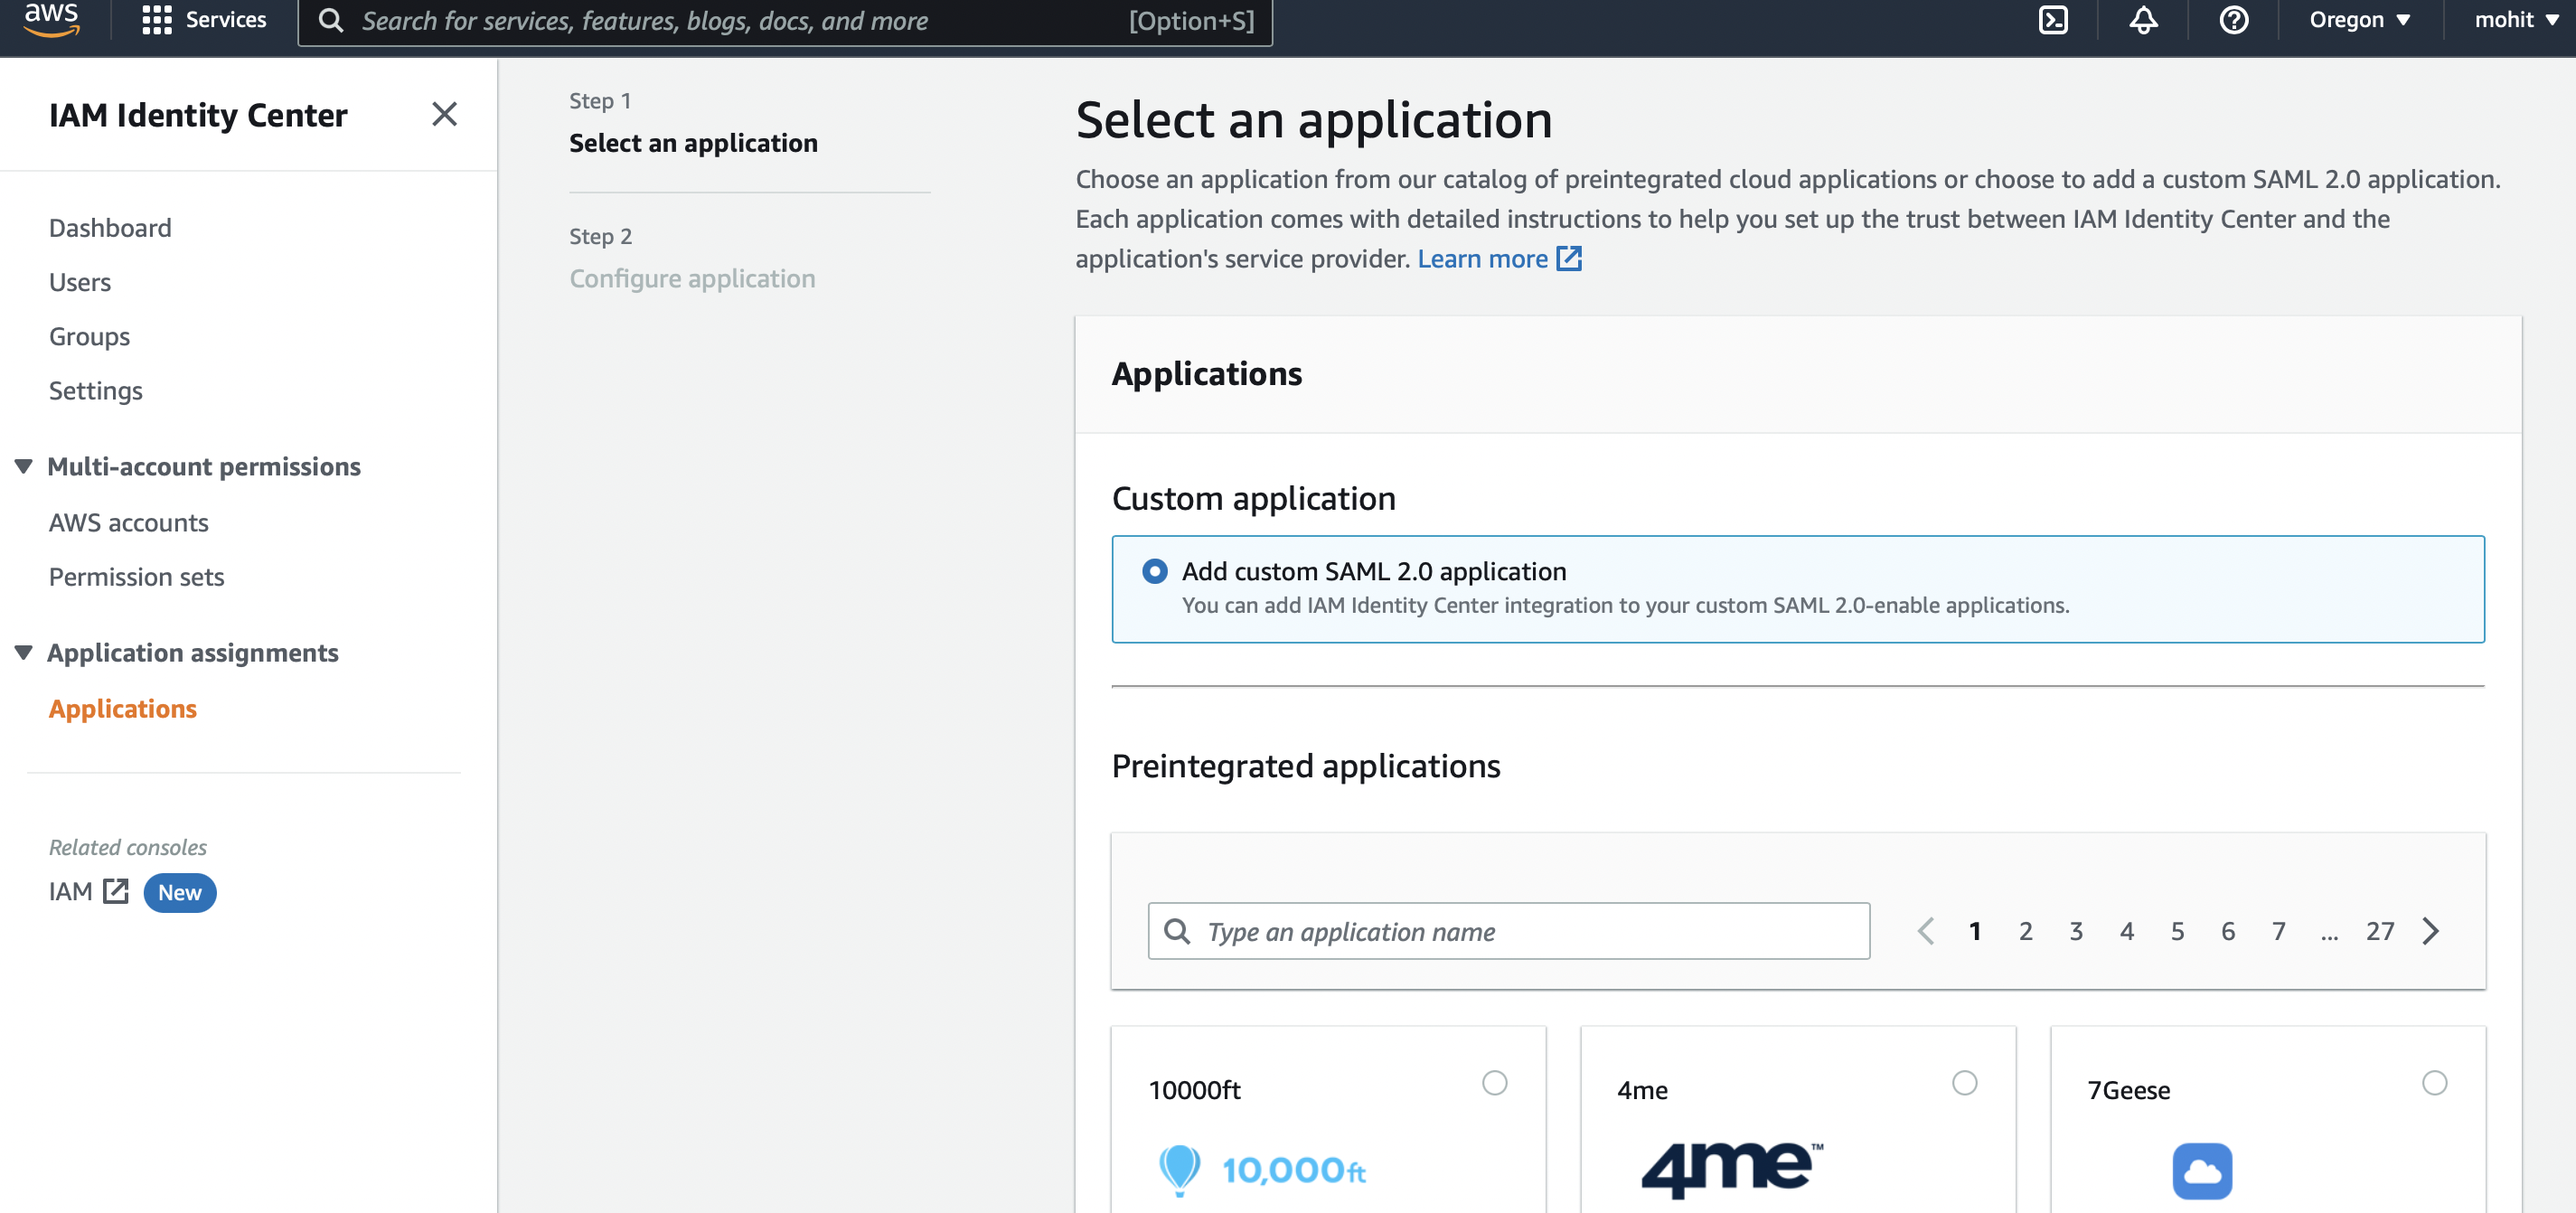 aws
Services
Search for services, features, blogs, docs, and more [Option+S]
Oregon
mohit
IAM Identity Center
Dashboard
Users
Groups
Settings
Multi-account permissions
AWS accounts
Permission sets
Application assignments
Applications
Related consoles
IAM New
Step 1
Select an application
Step 2
Configure application
Select an application
Choose an application from our catalog of preintegrated cloud applications or choose to add a custom SAML 2.0 application.
Each application comes with detailed instructions to help you set up the trust between IAM Identity Center and the
application's service provider. Learn more
Applications
Custom application
Add custom SAML 2.0 application
You can add IAM Identity Center integration to your custom SAML 2.0-enable applications.
Preintegrated applications
Type an application name
1 2 3 4 5 6 7 ... 27
10000ft
10,000ft
4me
4me™
7Geese